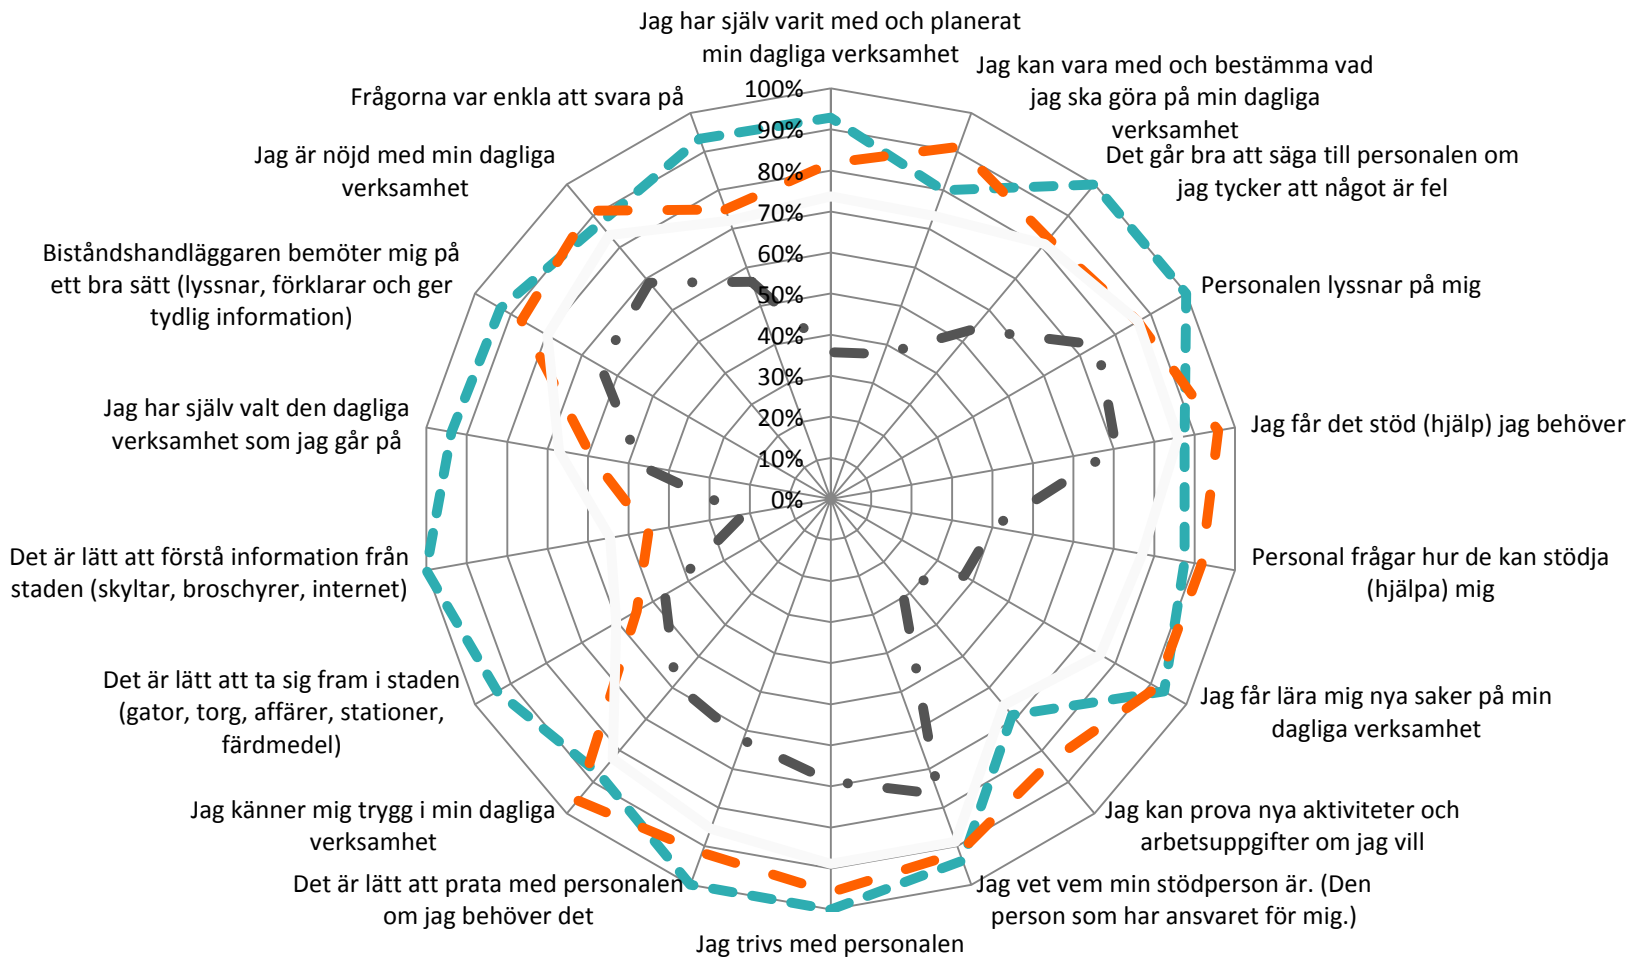 Jag har själv varit med och planerat
min dagliga verksamhet
Jag kan vara med och bestämma vad
jag ska göra på min dagliga
verksamhet
Det går bra att säga till personalen om
jag tycker att något är fel
Personalen lyssnar på mig
Jag får det stöd (hjälp) jag behöver
Personal frågar hur de kan stödja
(hjälpa) mig
Jag får lära mig nya saker på min
dagliga verksamhet
Jag kan prova nya aktiviteter och
arbetsuppgifter om jag vill
Jag vet vem min stödperson är. (Den
person som har ansvaret för mig.)
Jag trivs med personalen
Det är lätt att prata med personalen
om jag behöver det
Jag känner mig trygg i min dagliga
verksamhet
Det är lätt att ta sig fram i staden
(gator, torg, affärer, stationer,
färdmedel)
Det är lätt att förstå information från
staden (skyltar, broschyrer, internet)
Jag har själv valt den dagliga
verksamhet som jag går på
Biståndshandläggaren bemöter mig på
ett bra sätt (lyssnar, förklarar och ger
tydlig information)
Jag är nöjd med min dagliga
verksamhet
Frågorna var enkla att svara på
100%
90%
80%
70%
60%
50%
40%
30%
20%
10%
0%